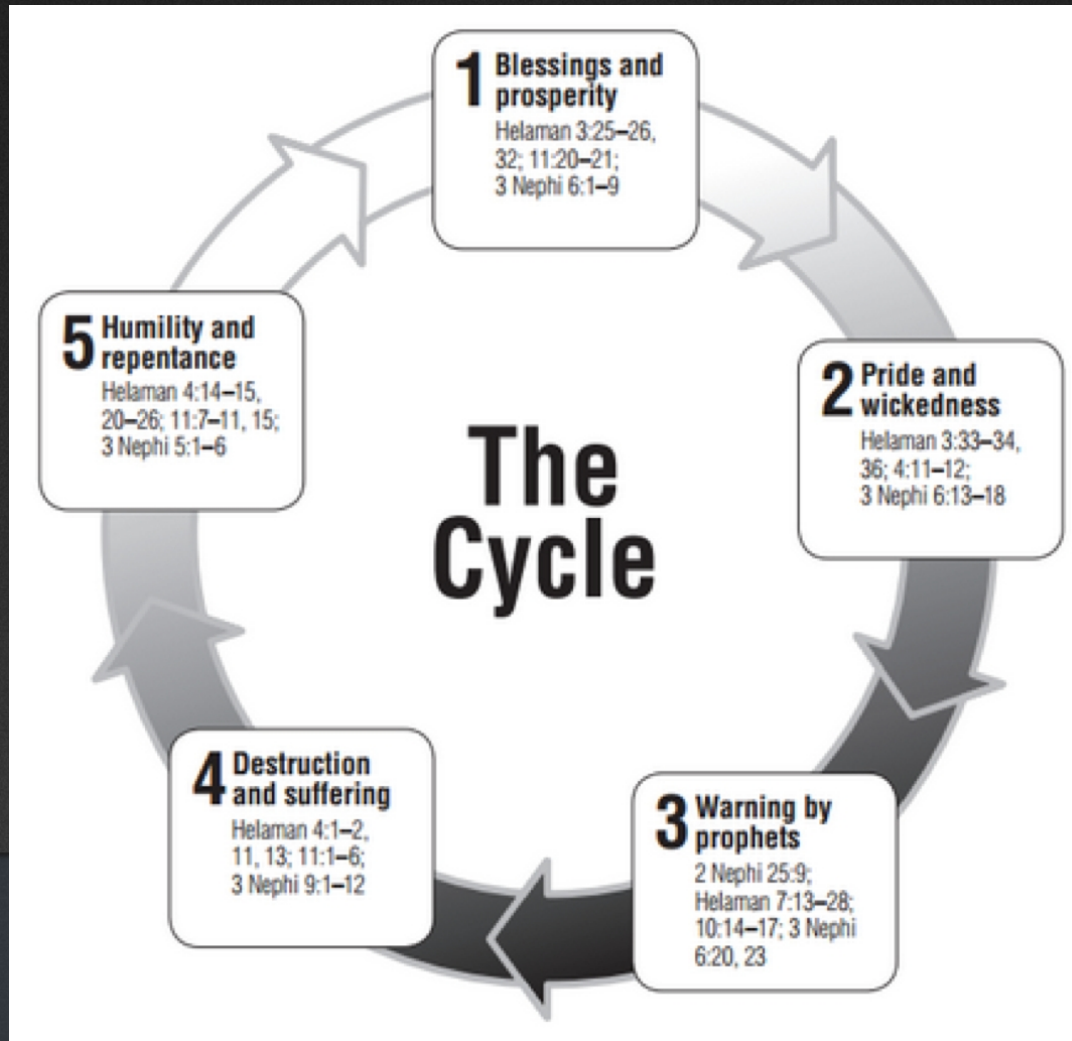 The
Cycle
1 Blessings and
prosperity
Helaman 3:25–26,
32; 11:20–21;
3 Nephi 6:1–9
2 Pride and
wickedness
Helaman 3:33–34,
36; 4:11–12;
3 Nephi 6:13–18
3 Warning by
prophets
2 Nephi 25:9;
Helaman 7:13–28;
10:14–17; 3 Nephi
6:20, 23
4 Destruction
and suffering
Helaman 4:1–2,
11, 13; 11:1–6;
3 Nephi 9:1–12
5 Humility and
repentance
Helaman 4:14–15,
20–26; 11:7–11, 15;
3 Nephi 5:1–6